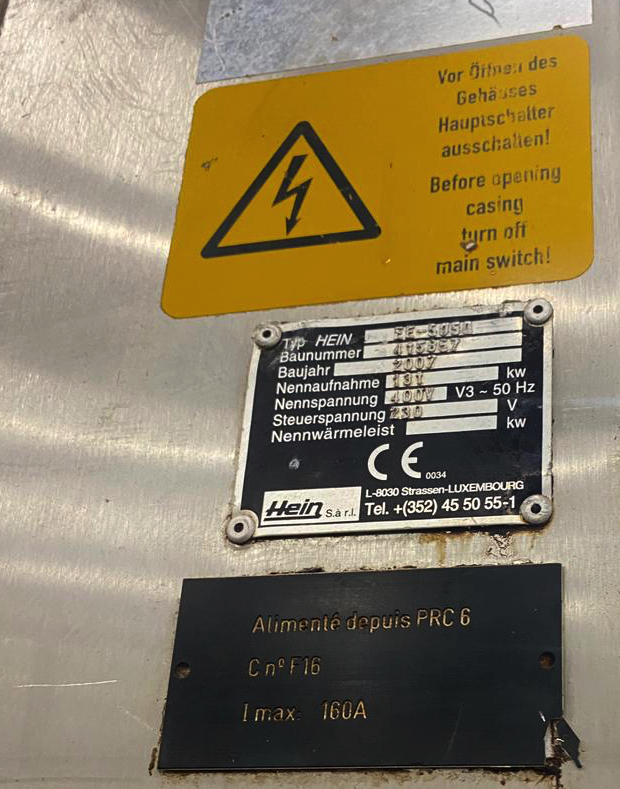 Vor Öffnen des
Gehäuses
Hauptschalter
ausschalten!
Before opening
casing
turn off
main switch!
Typ HEIN
Baunummer
Baujahr 2007 kw
Nennaufnahme 131 V3 ~ 50 Hz
Nennspannung 400V V
Steuerspannung 230 kw
Nennwärmeleist
CE 0034
L-8030 Strassen-LUXEMBOURG
Hein S.à r.l. Tel. +(352) 45 50 55-1
Alimenté depuis PRC 6
C nº F16
I max: 160A